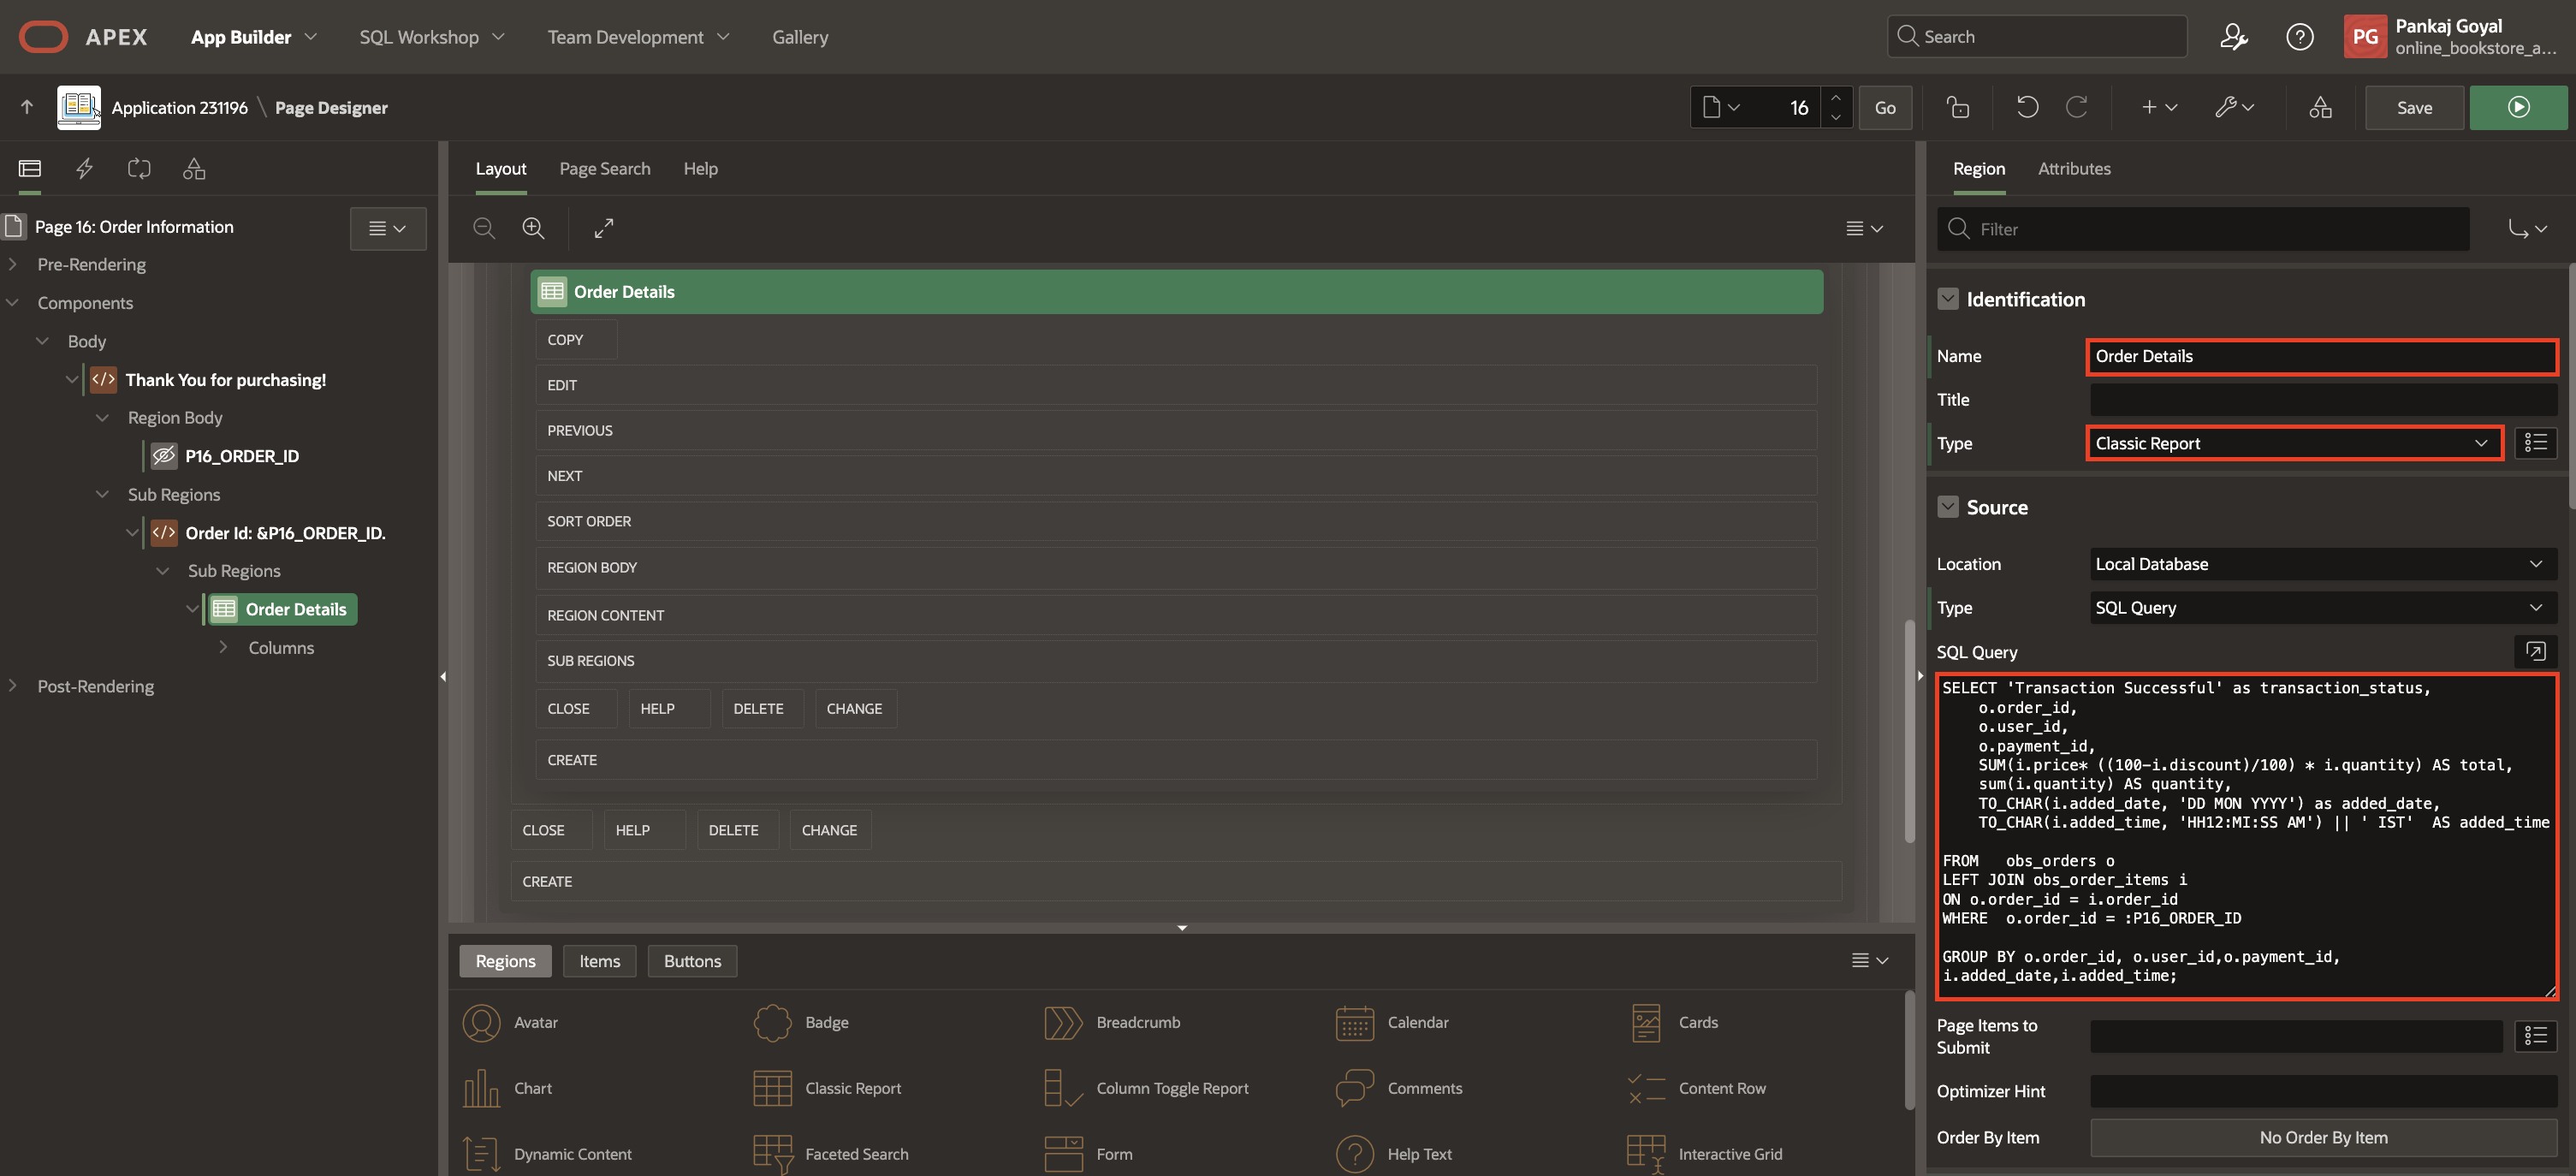 APEX App Builder SQL Workshop Team Development Gallery Search PG Pankaj Goyal
online_bookstore_a...
Application 231196 \ Page Designer 16 Go Save
Layout Page Search Help
Region Attributes
Page 16: Order Information
Filter
Pre-Rendering
Components
Body
Thank You for purchasing!
Region Body
P16_ORDER_ID
Sub Regions
Order Id: &P16_ORDER_ID.
Sub Regions
Order Details
Columns
Post-Rendering
Order Details
COPY
EDIT
PREVIOUS
NEXT
SORT ORDER
REGION BODY
REGION CONTENT
SUB REGIONS
CLOSE HELP DELETE CHANGE
CREATE
CLOSE HELP DELETE CHANGE
CREATE
Regions Items Buttons
Avatar Badge Breadcrumb Calendar Cards
Chart Classic Report Column Toggle Report Comments Content Row
Dynamic Content Faceted Search Form Help Text Interactive Grid
Identification
Name Order Details
Title
Type Classic Report
Source
Location Local Database
Type SQL Query
SQL Query
SELECT 'Transaction Successful' as transaction_status,
o.order_id,
o.user_id,
o.payment_id,
SUM(i.price* ((100-i.discount)/100) * i.quantity) AS total,
sum(i.quantity) AS quantity,
TO_CHAR(i.added_date, 'DD MON YYYY') as added_date,
TO_CHAR(i.added_time, 'HH12:MI:SS AM') || ' IST'  AS added_time
FROM   obs_orders o
LEFT JOIN obs_order_items i
ON o.order_id = i.order_id
WHERE  o.order_id = :P16_ORDER_ID
GROUP BY o.order_id, o.user_id,o.payment_id,
i.added_date,i.added_time;
Page Items to
Submit
Optimizer Hint
Order By Item No Order By Item